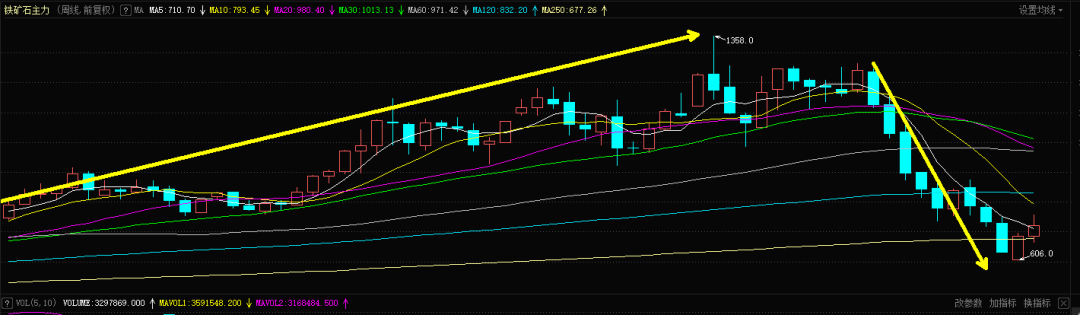 铁矿石主力 (周线,前复权) ? MA MA5:710.70 ↓ MA10:793.45 ↓ MA20:980.40 ↓ MA30:1013.13 ↓ MA60:971.42 ↓ MA120:832.20 ↑ MA250:677.26 ↑ 设置均线
1358.0
606.0
? VOL(5,10) VOLUME:3297869.000 ↑ MAVOL1:3591548.200 ↓ MAVOL2:3168484.500 ↑ 改参数 加指标 换指标